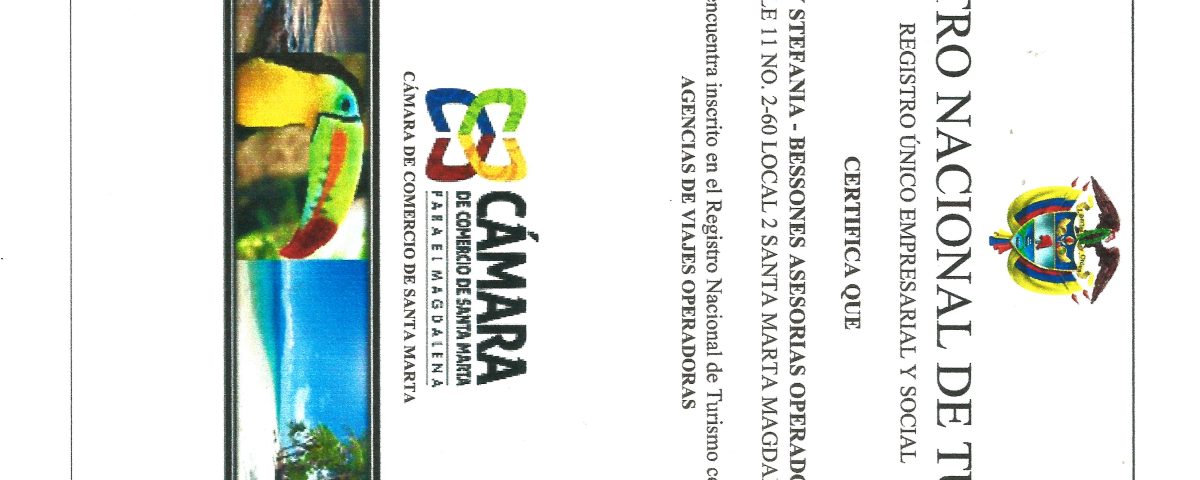 TRO NACIONAL DE TU
REGISTRO ÚNICO EMPRESARIAL Y SOCIAL
CERTIFICA QUE
STEFANIA - BESSONES ASESORIAS OPERADO
LE 11 NO. 2-60 LOCAL 2 SANTA MARTA MAGDA
encuentra inscrito en el Registro Nacional de Turismo co
AGENCIAS DE VIAJES OPERADORAS
CÁMARA
DE COMERCIO DE SANTA MARTA
PARA EL MAGDALENA
CÁMARA DE COMERCIO DE SANTA MARTA